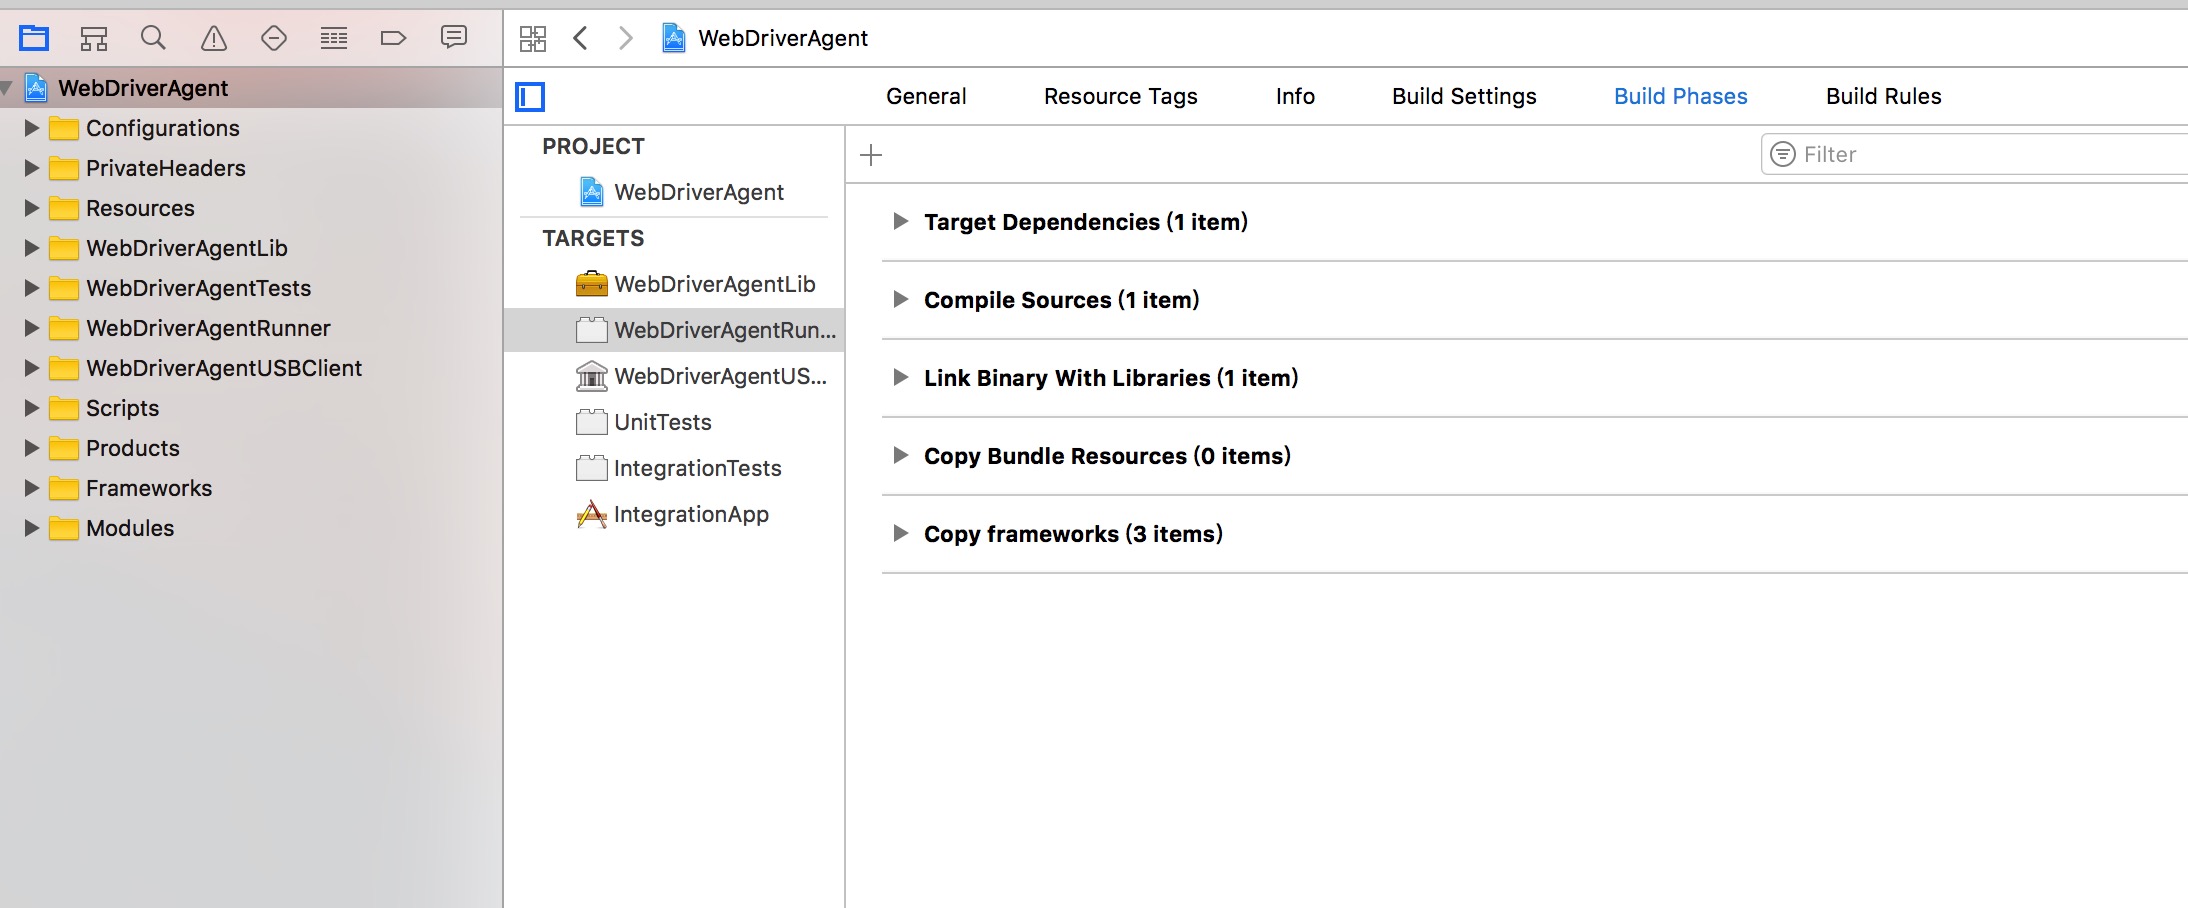 WebDriverAgent
Configurations
PrivateHeaders
Resources
WebDriverAgentLib
WebDriverAgentTests
WebDriverAgentRunner
WebDriverAgentUSBClient
Scripts
Products
Frameworks
Modules
WebDriverAgent
General Resource Tags Info Build Settings Build Phases Build Rules
PROJECT
WebDriverAgent
TARGETS
WebDriverAgentLib
WebDriverAgentRun...
WebDriverAgentUS...
UnitTests
IntegrationTests
IntegrationApp
Filter
Target Dependencies (1 item)
Compile Sources (1 item)
Link Binary With Libraries (1 item)
Copy Bundle Resources (0 items)
Copy frameworks (3 items)